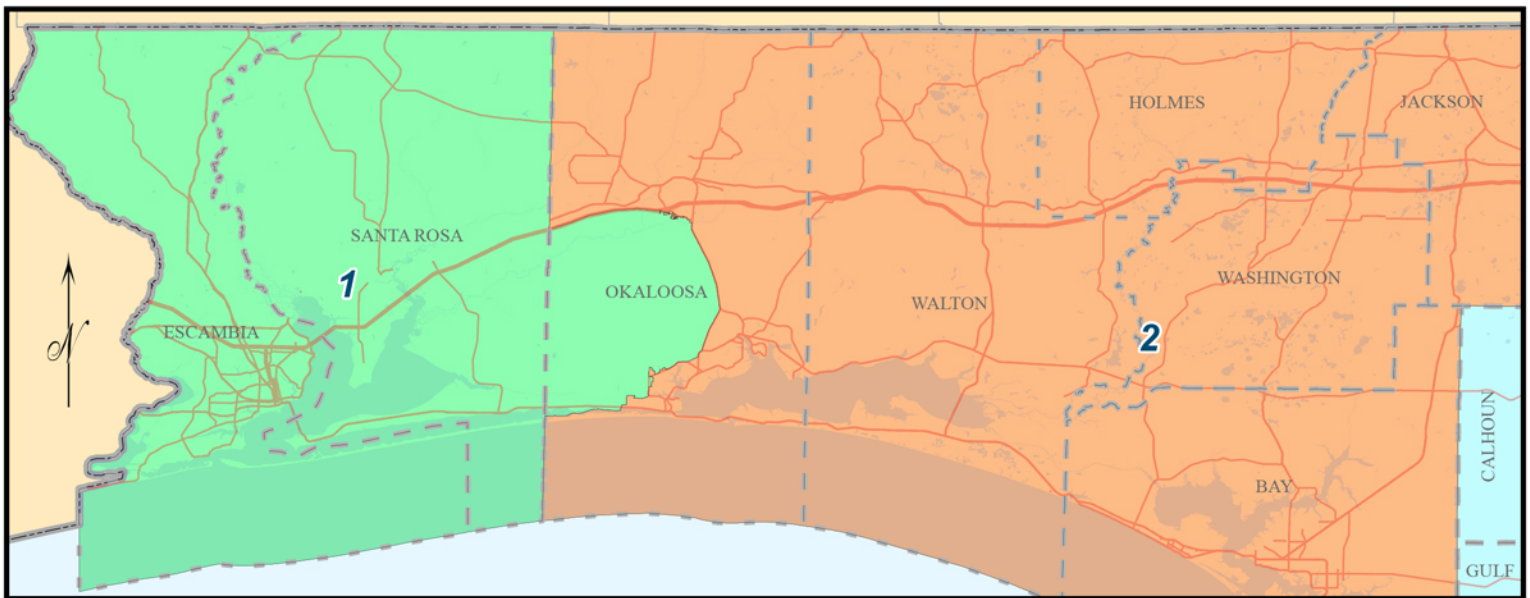 HOLMES
JACKSON
SANTA ROSA
1
OKALOOSA
WALTON
WASHINGTON
ESCAMBIA
2
N
CALHOUN
BAY
GULF